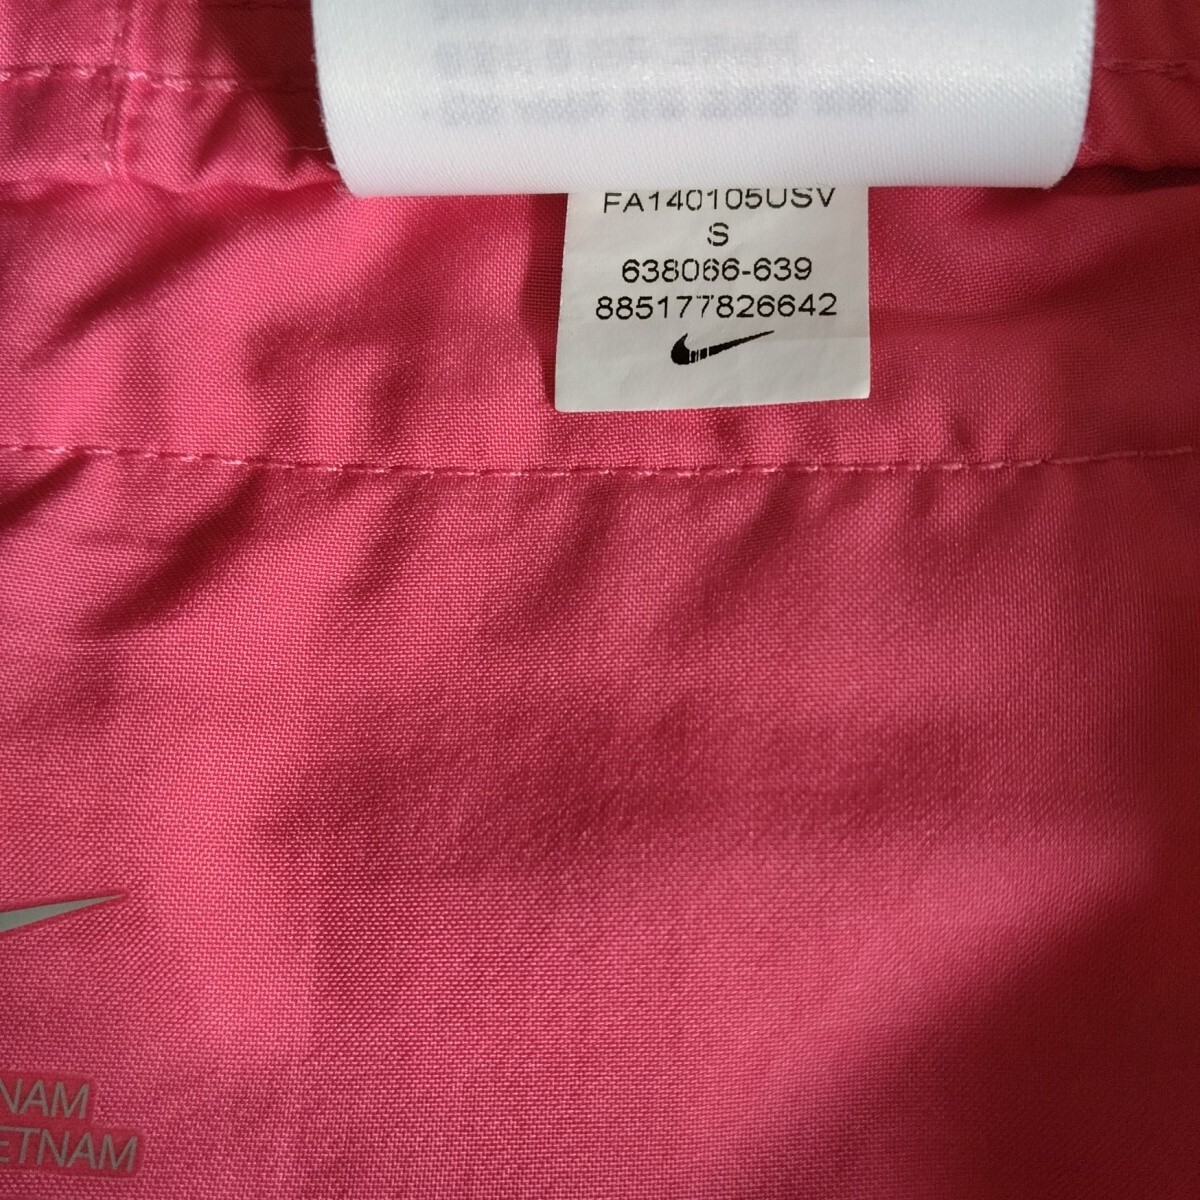 FA140105USV
S
638066-639
885177826642
NAM
ETNAM